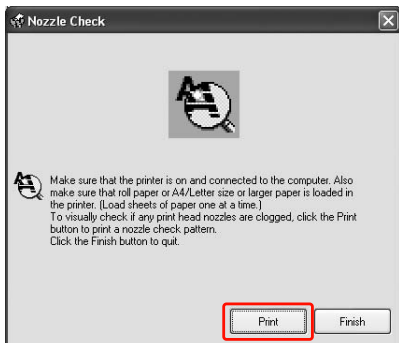 Nozzle Check
Make sure that the printer is on and connected to the computer. Also
make sure that roll paper or A4/Letter size or larger paper is loaded in
the printer. (Load sheets of paper one at a time.)
To visually check if any print head nozzles are clogged, click the Print
button to print a nozzle check pattern.
Click the Finish button to quit.
Print Finish